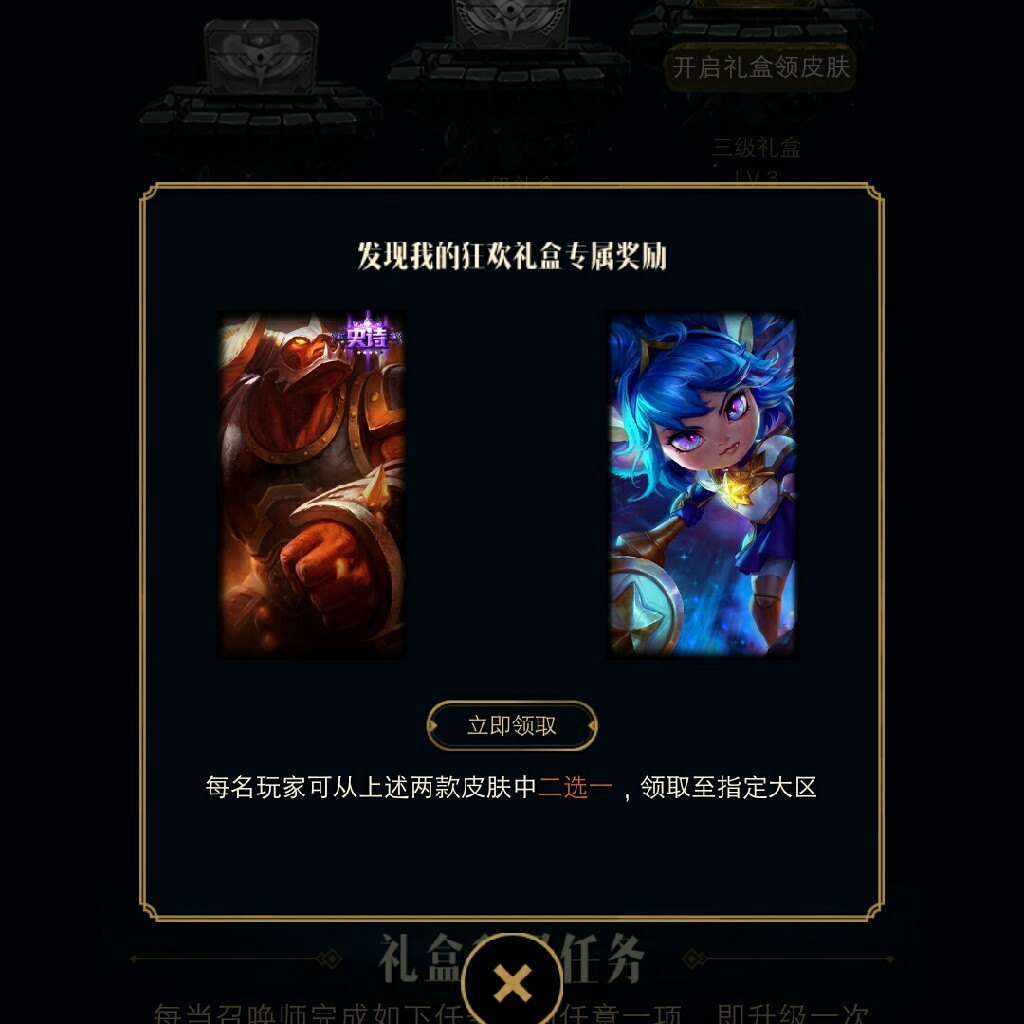 开启礼盒领皮肤
三级礼盒
LV.3
二级礼盒
发现我的狂欢礼盒专属奖励
史诗
立即领取
每名玩家可从上述两款皮肤中二选一，领取至指定大区
礼盒
任务
每当召唤师完成如下任
任意一项，即升级一次